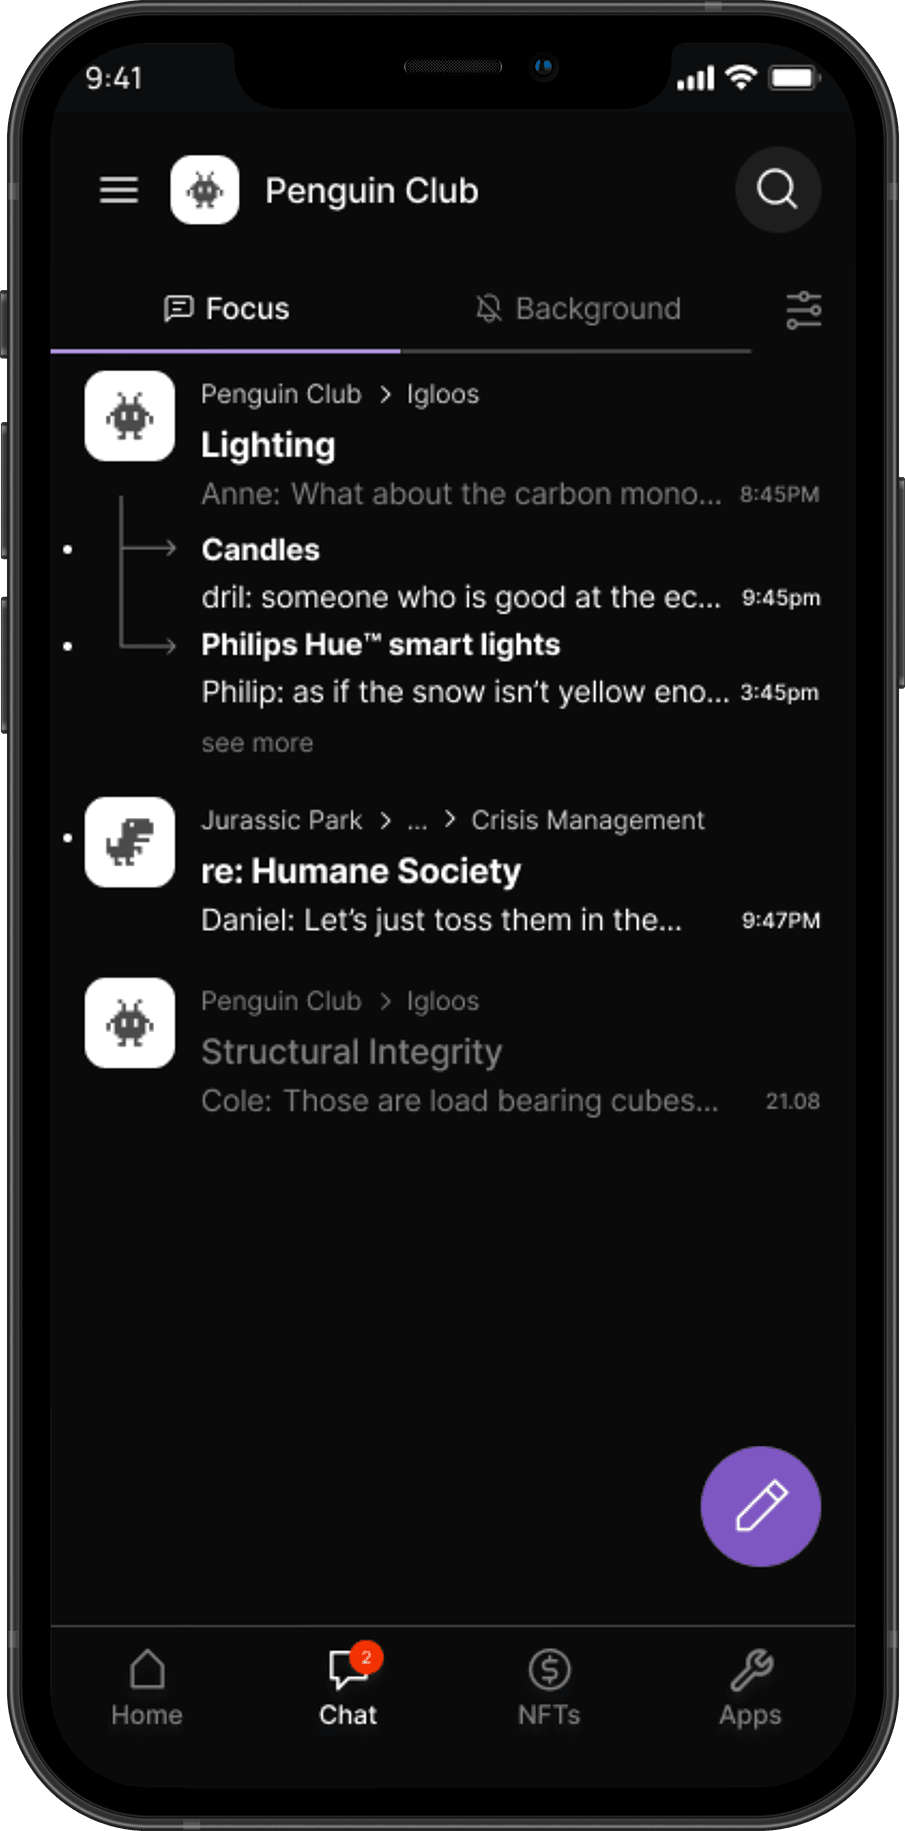 9:41
Penguin Club
Focus
Background
Penguin Club > Igloos
Lighting
Anne: What about the carbon mono... 8:45PM
Candles
dril: someone who is good at the ec... 9:45pm
Philips Hue™ smart lights
Philip: as if the snow isn’t yellow eno... 3:45pm
see more
Jurassic Park > ... > Crisis Management
re: Humane Society
Daniel: Let’s just toss them in the... 9:47PM
Penguin Club > Igloos
Structural Integrity
Cole: Those are load bearing cubes... 21.08
2
Home
Chat
NFTs
Apps